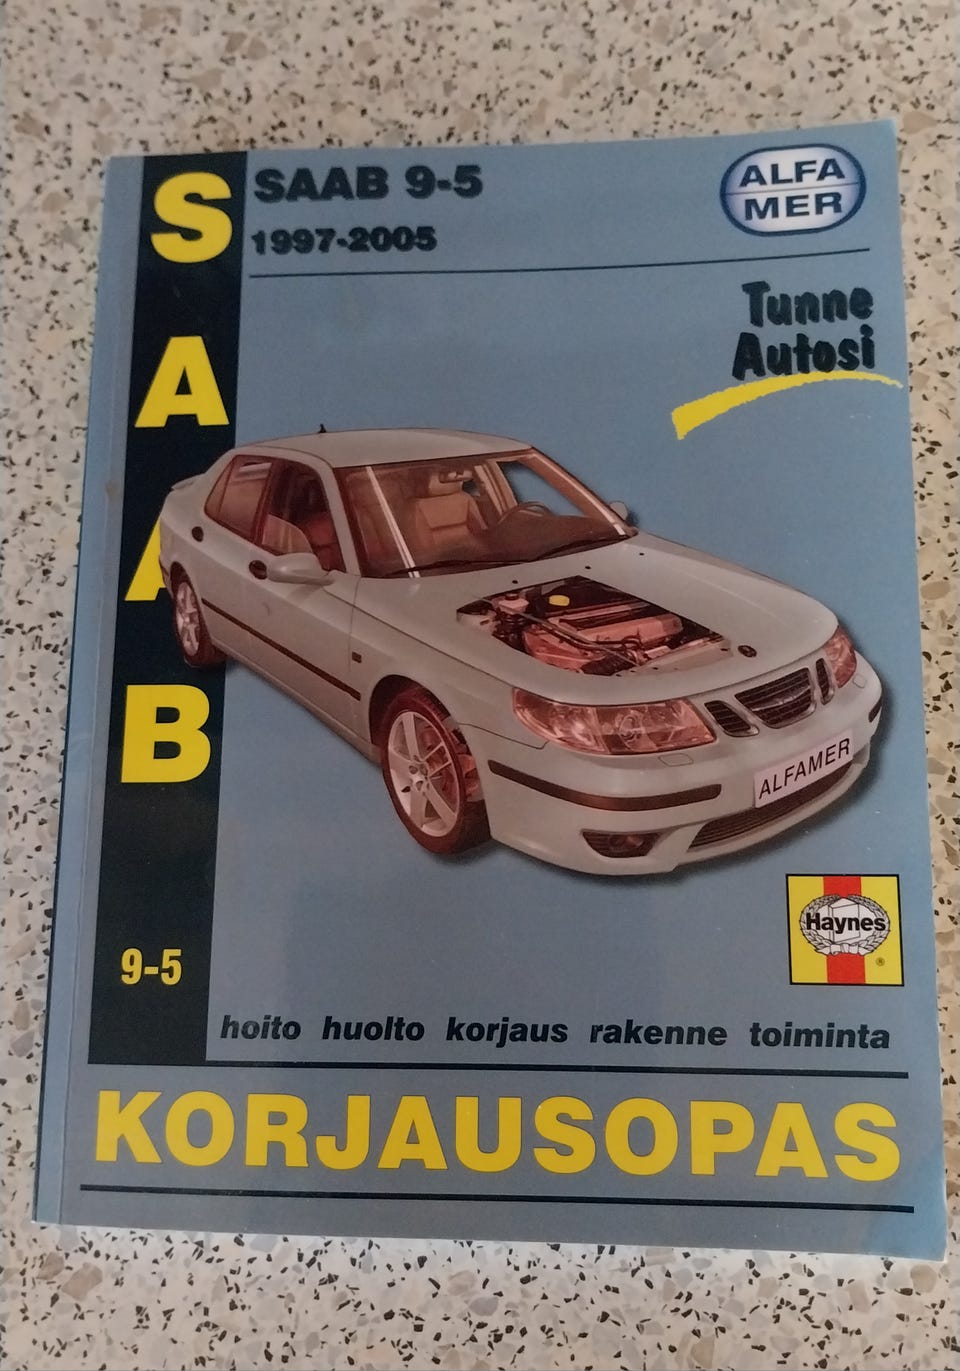 SAAB
SAAB 9-5
1997-2005
ALFA
MER
Tunne
Autosi
ALFAMER
Haynes
®
9-5
hoito huolto korjaus rakenne toiminta
KORJAUSOPAS